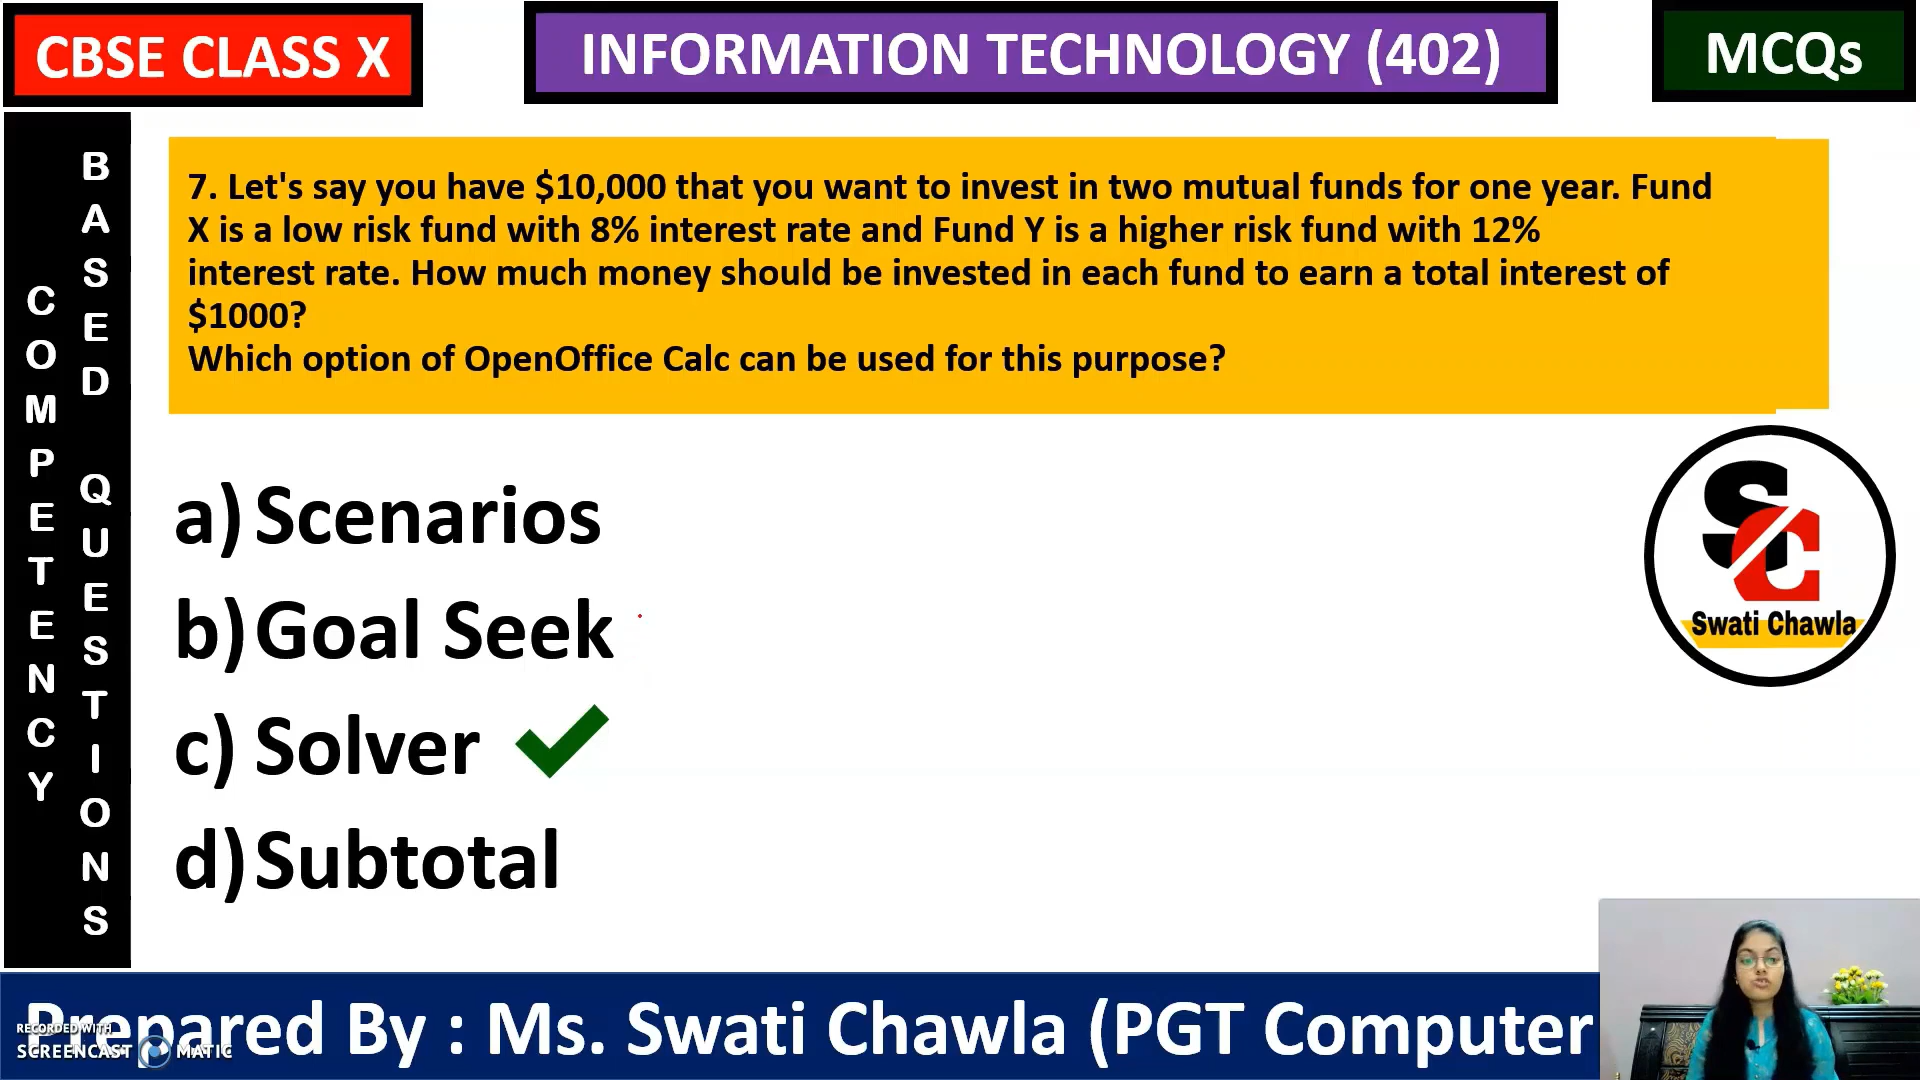 CBSE CLASS X
INFORMATION TECHNOLOGY (402)
MCQs
COMPETENCY
BASED QUESTIONS
7. Let's say you have $10,000 that you want to invest in two mutual funds for one year. Fund
X is a low risk fund with 8% interest rate and Fund Y is a higher risk fund with 12%
interest rate. How much money should be invested in each fund to earn a total interest of
$1000?
Which option of OpenOffice Calc can be used for this purpose?
a) Scenarios
b) Goal Seek
c) Solver
d) Subtotal
SC
Swati Chawla
Prepared By : Ms. Swati Chawla (PGT Computer
RECORDED WITH
SCREENCAST MATIC